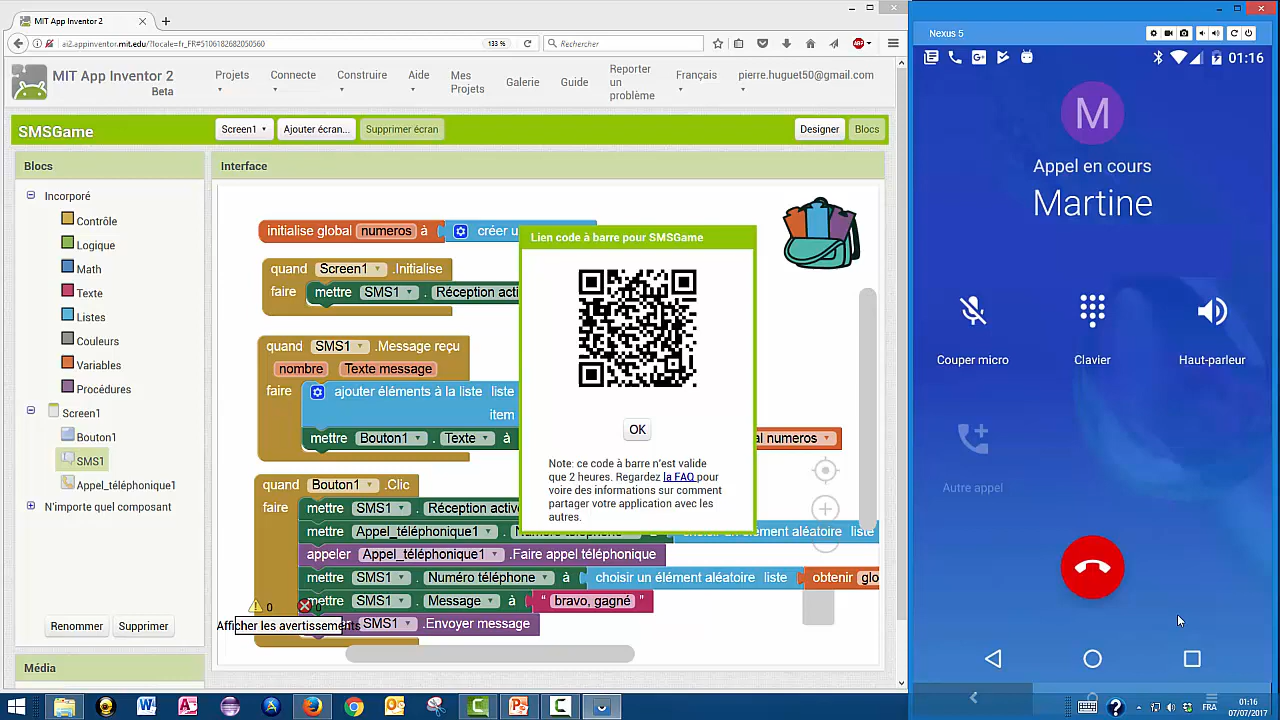 MIT App Inventor 2
ai2.appinventor.mit.edu/?locale=fr_FR#6106182682050560
133 %
Rechercher
ABP
MIT App Inventor 2
Beta
Projets
Connecte
Construire
Aide
Mes
Projets
Galerie
Guide
Reporter
un
problème
Français
pierre.huguet50@gmail.com
SMSGame
Screen1
Ajouter écran...
Supprimer écran
Designer
Blocs
Blocs
Interface
Incorporé
Contrôle
Logique
Math
Texte
Listes
Couleurs
Variables
Procédures
Screen1
Bouton1
SMS1
Appel_téléphonique1
N'importe quel composant
Renommer
Supprimer
Média
initialise global numeros à créer u
quand Screen1 .Initialise
faire mettre SMS1 . Réception acti
quand SMS1 .Message reçu
nombre Texte message
faire ajouter éléments à la liste liste
item
mettre Bouton1 . Texte à
al numeros
quand Bouton1 .Clic
faire mettre SMS1 . Réception active
mettre Appel_téléphonique1 .
choisir un élément aléatoire liste
appeler Appel_téléphonique1 .Faire appel téléphonique
mettre SMS1 . Numéro téléphone à choisir un élément aléatoire liste obtenir glo
mettre SMS1 . Message à " bravo, gagné "
SMS1 .Envoyer message
0
Afficher les avertissements
Lien code à barre pour SMSGame
OK
Note: ce code à barre n'est valide
que 2 heures. Regardez la FAQ pour
voire des informations sur comment
partager votre application avec les
autres.
Nexus 5
01:16
M
Appel en cours
Martine
Couper micro
Clavier
Haut-parleur
Autre appel
FRA
01:16
07/07/2017